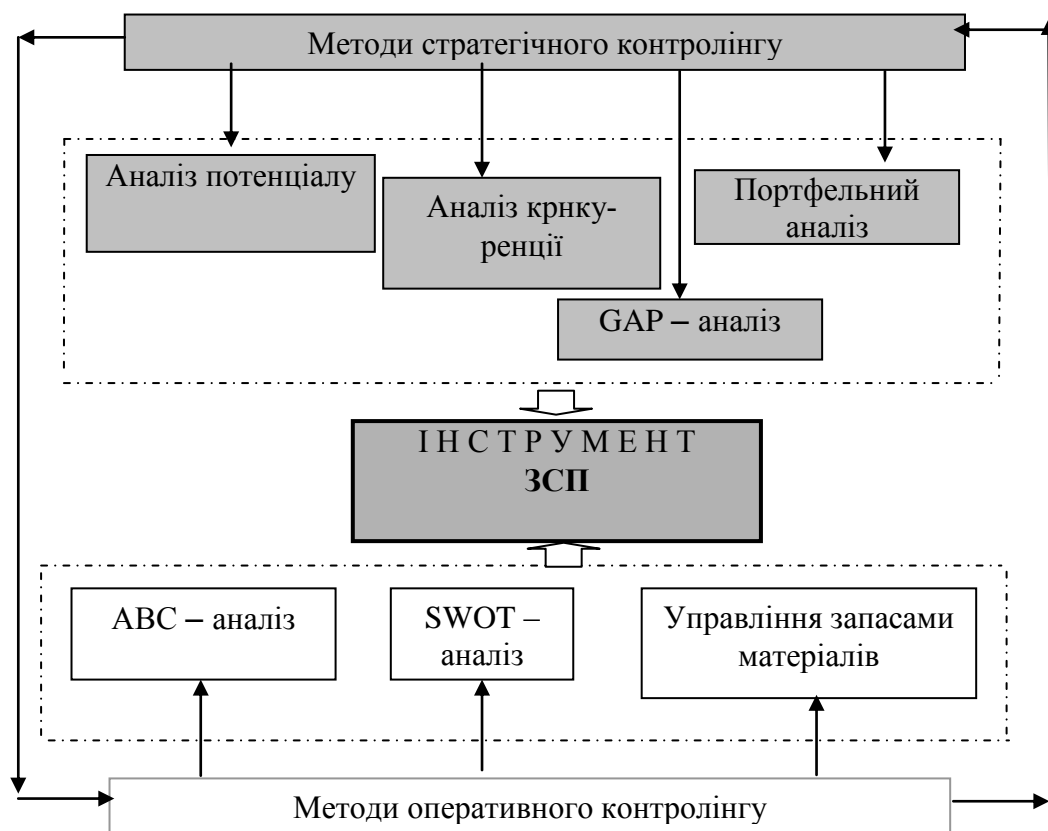 Методи стратегічного контролінгу
Аналіз потенціалу
Аналіз крнку-
ренції
Портфельний
аналіз
GAP – аналіз
І Н С Т Р У М Е Н Т
ЗСП
ABC – аналіз
SWOT –
аналіз
Управління запасами
матеріалів
Методи оперативного контролінгу